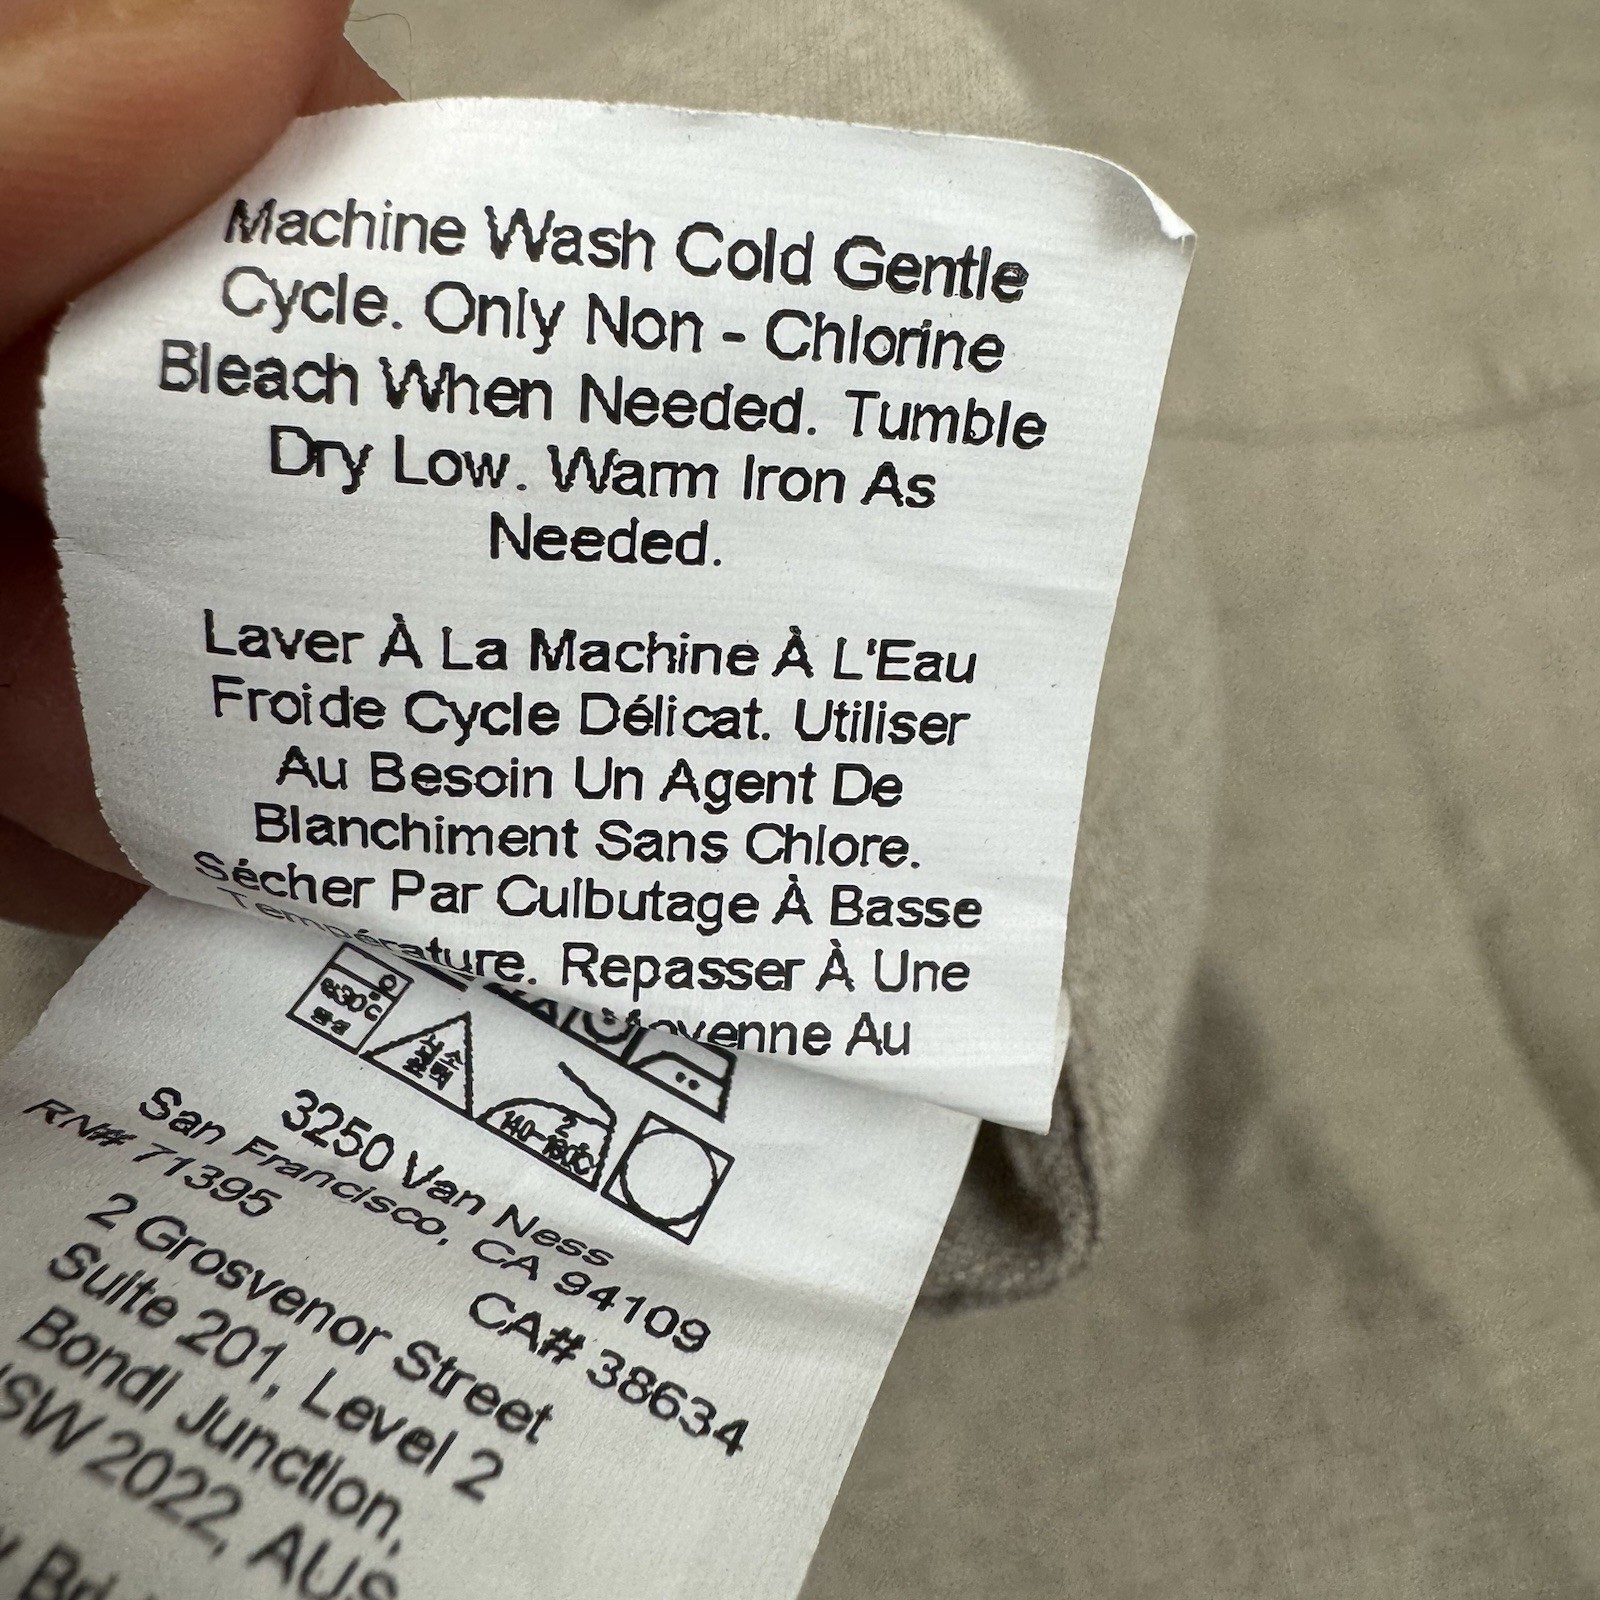 Machine Wash Cold Gentle
Cycle. Only Non - Chlorine
Bleach When Needed. Tumble
Dry Low. Warm Iron As
Needed.
Laver À La Machine À L'Eau
Froide Cycle Délicat. Utiliser
Au Besoin Un Agent De
Blanchiment Sans Chlore.
Sécher Par Culbutage À Basse
Température. Repasser À Une
Au
140-180°C
3250 Van Ness
San Francisco, CA 94109
RN# 71395
CA# 38634
2 Grosvenor Street
Suite 201, Level 2
Bondi Junction,
2022, AUS